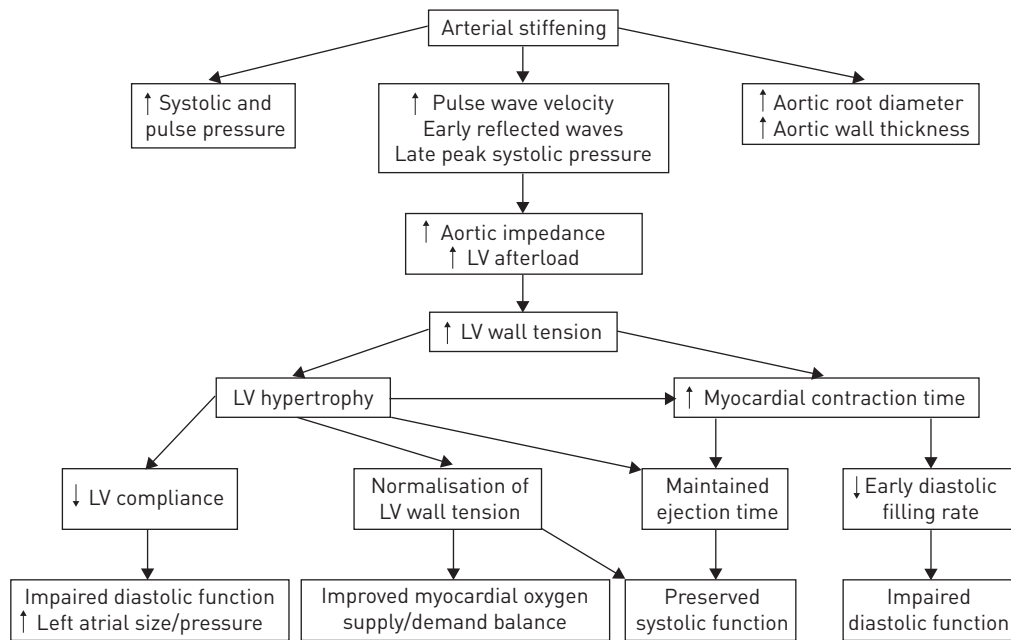 Arterial stiffening
↑ Systolic and
pulse pressure
↑ Pulse wave velocity
Early reflected waves
Late peak systolic pressure
↑ Aortic root diameter
↑ Aortic wall thickness
↑ Aortic impedance
↑ LV afterload
↑ LV wall tension
LV hypertrophy
↑ Myocardial contraction time
↓ LV compliance
Normalisation of
LV wall tension
Maintained
ejection time
↓ Early diastolic
filling rate
Impaired diastolic function
↑ Left atrial size/pressure
Improved myocardial oxygen
supply/demand balance
Preserved
systolic function
Impaired
diastolic function